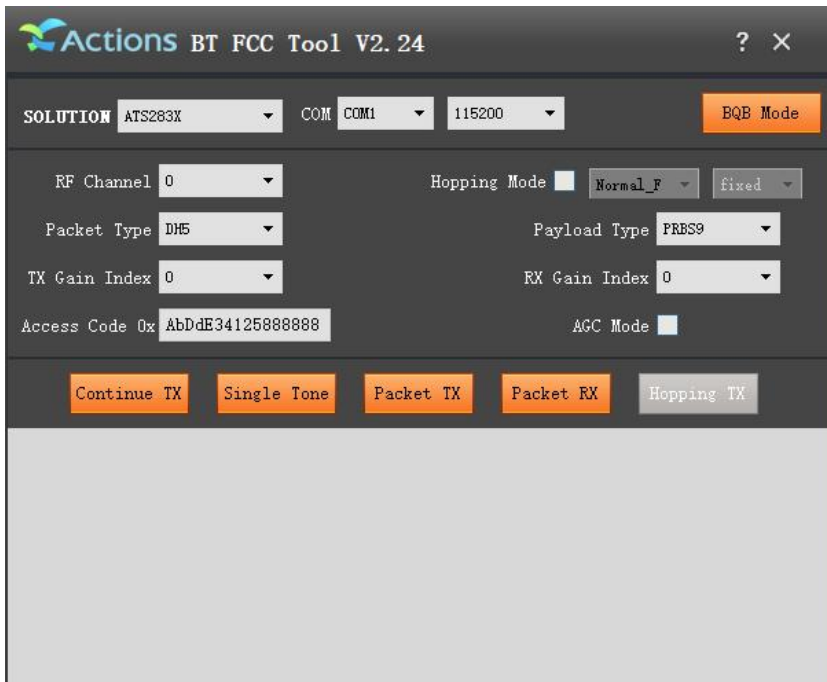 Actions BT FCC Tool V2.24 ? ×
SOLUTION ATS283X COM COM1 115200 BQB Mode
RF Channel 0 Hopping Mode Normal_F fixed
Packet Type DH5 Payload Type PRBS9
TX Gain Index 0 RX Gain Index 0
Access Code 0x AbDdE34125888888 AGC Mode
Continue TX Single Tone Packet TX Packet RX Hopping TX